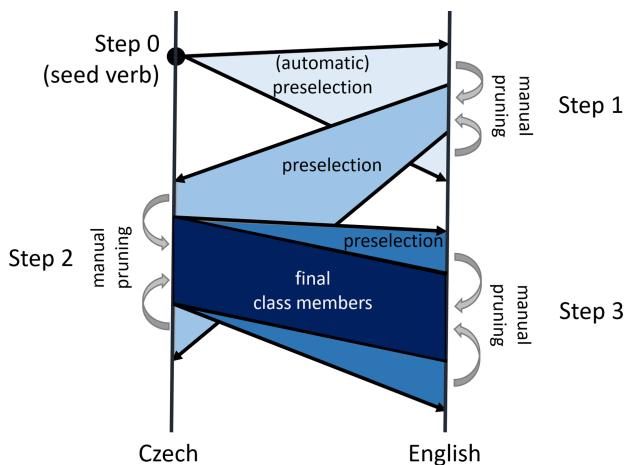 Step 0
(seed verb)
(automatic)
preselection
manual
pruning
Step 1
preselection
Step 2
manual
pruning
preselection
final
class members
manual
pruning
Step 3
Czech
English